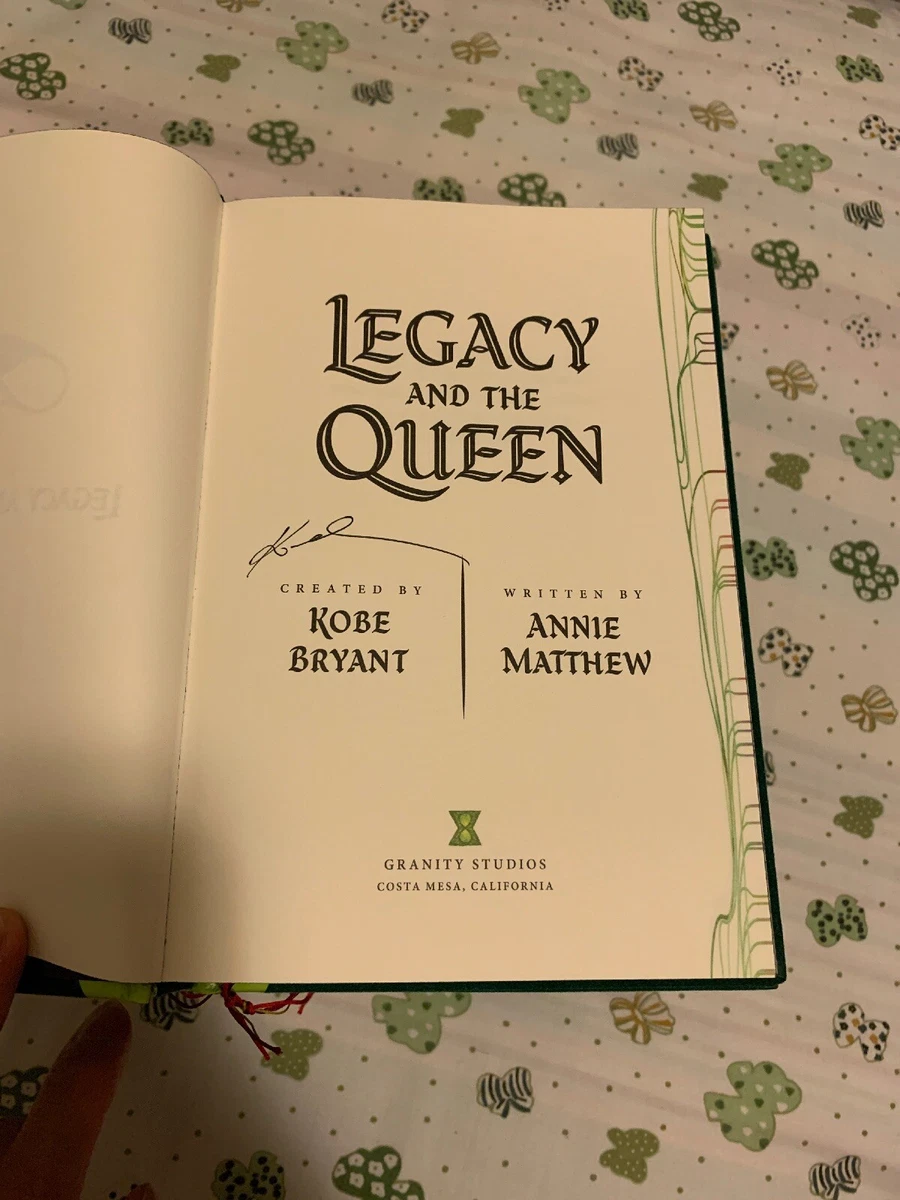 LEGACY
AND THE
QUEEN
CREATED BY
KOBE
BRYANT
WRITTEN BY
ANNIE
MATTHEW
GRANITY STUDIOS
COSTA MESA, CALIFORNIA